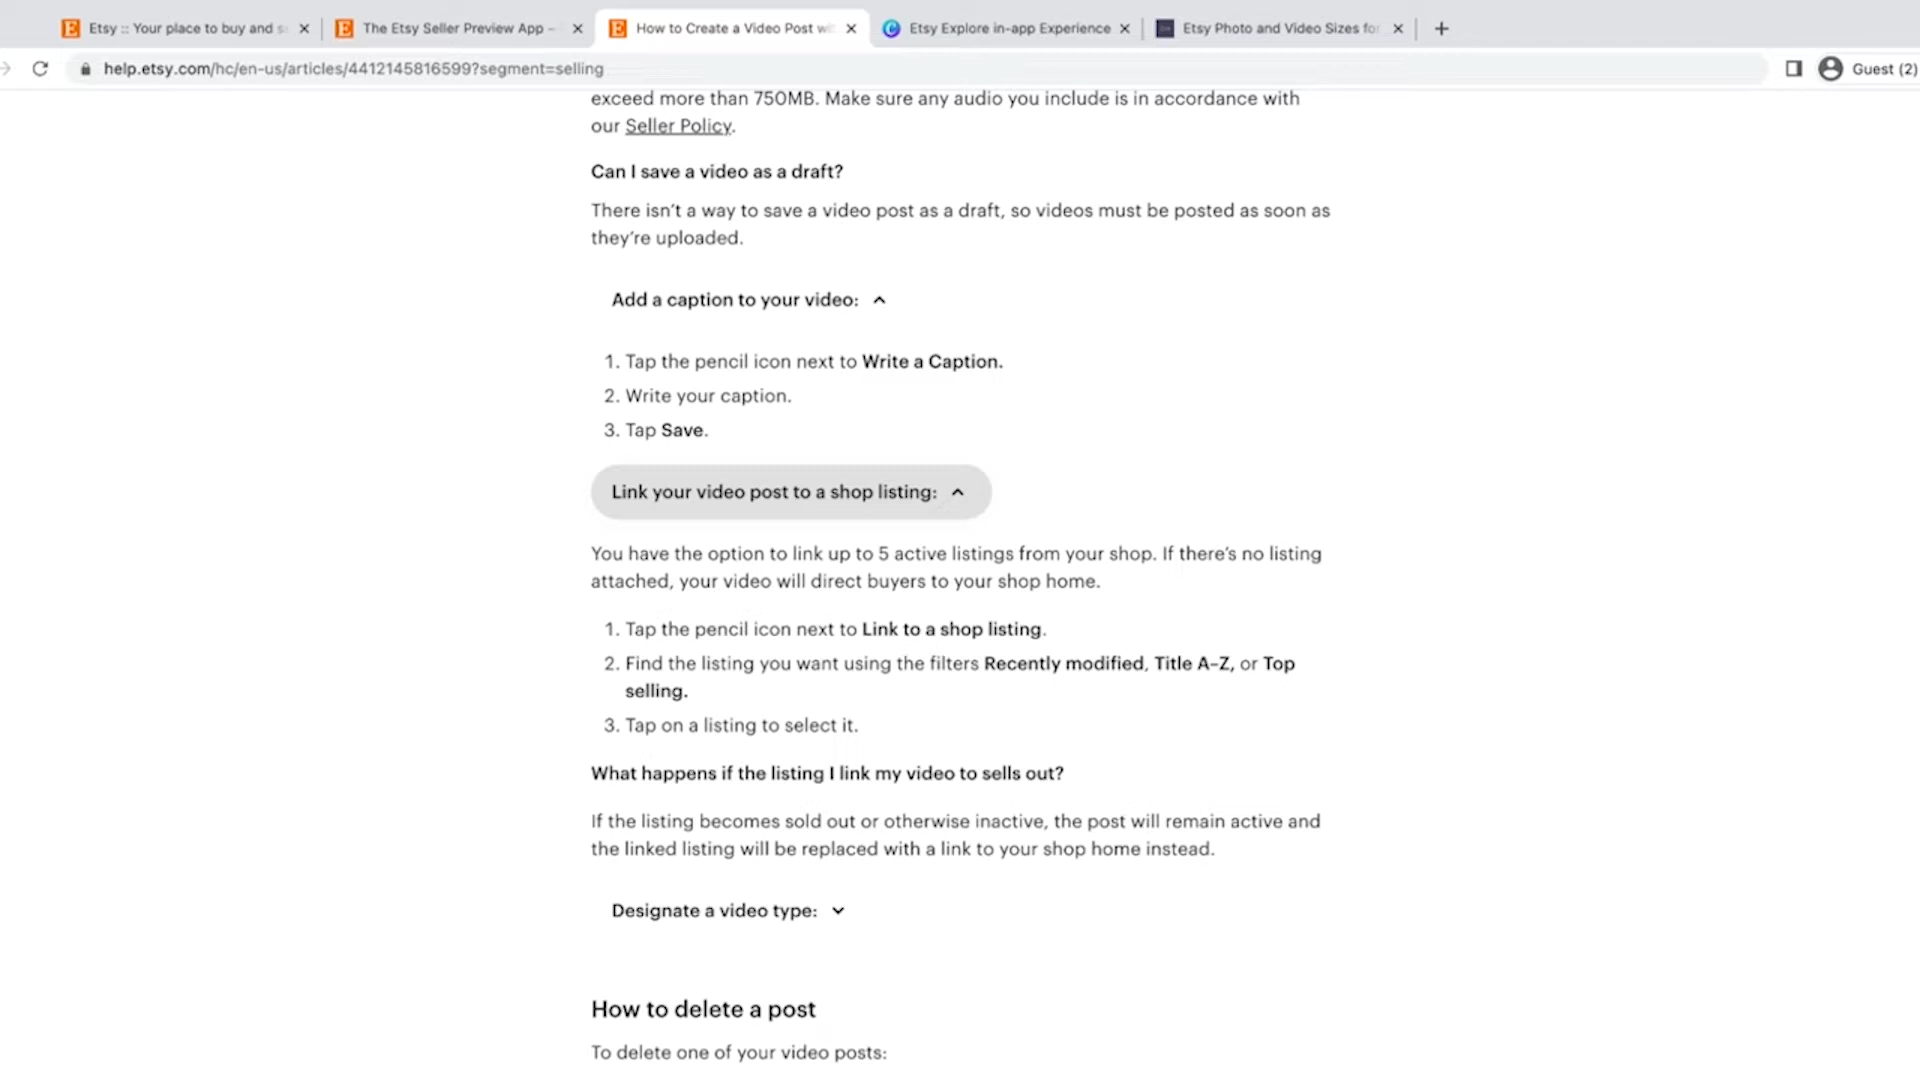 Etsy :: Your place to buy and s
The Etsy Seller Preview App –
How to Create a Video Post wi
Etsy Explore in-app Experience
Etsy Photo and Video Sizes for
help.etsy.com/hc/en-us/articles/4412145816599?segment=selling
Guest (2)
exceed more than 750MB. Make sure any audio you include is in accordance with
our Seller Policy.
Can I save a video as a draft?
There isn't a way to save a video post as a draft, so videos must be posted as soon as
they're uploaded.
Add a caption to your video:
1. Tap the pencil icon next to Write a Caption.
2. Write your caption.
3. Tap Save.
Link your video post to a shop listing:
You have the option to link up to 5 active listings from your shop. If there's no listing
attached, your video will direct buyers to your shop home.
1. Tap the pencil icon next to Link to a shop listing.
2. Find the listing you want using the filters Recently modified, Title A–Z, or Top
selling.
3. Tap on a listing to select it.
What happens if the listing I link my video to sells out?
If the listing becomes sold out or otherwise inactive, the post will remain active and
the linked listing will be replaced with a link to your shop home instead.
Designate a video type:
How to delete a post
To delete one of your video posts: